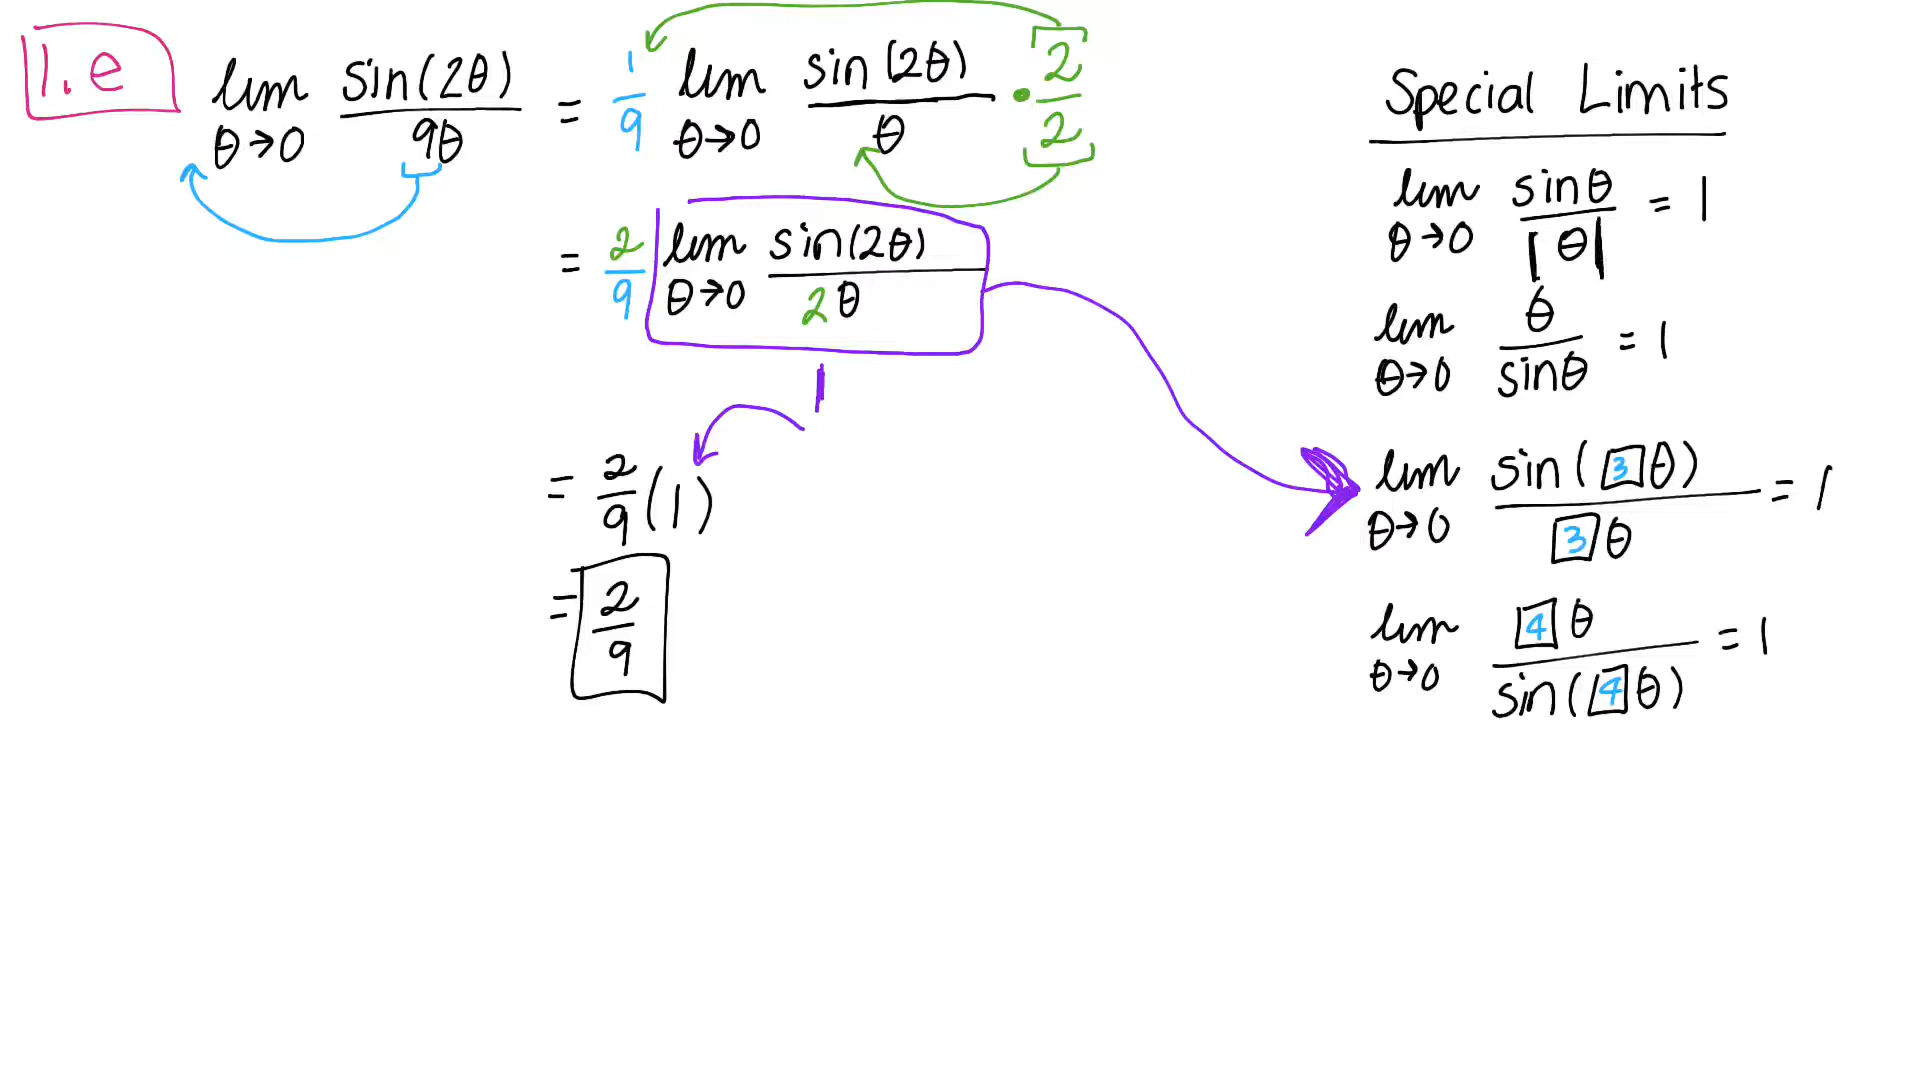 1.e
lim θ→0 sin(2θ)/9θ = 1/9 lim θ→0 sin(2θ)/θ • 2/2
= 2/9 lim θ→0 sin(2θ)/2θ
1
= 2/9 (1)
= 2/9
Special Limits
lim θ→0 sinθ/|θ| = 1
lim θ→0 θ/sinθ = 1
lim θ→0 sin(3θ)/3θ = 1
lim θ→0 4θ/sin(4θ) = 1